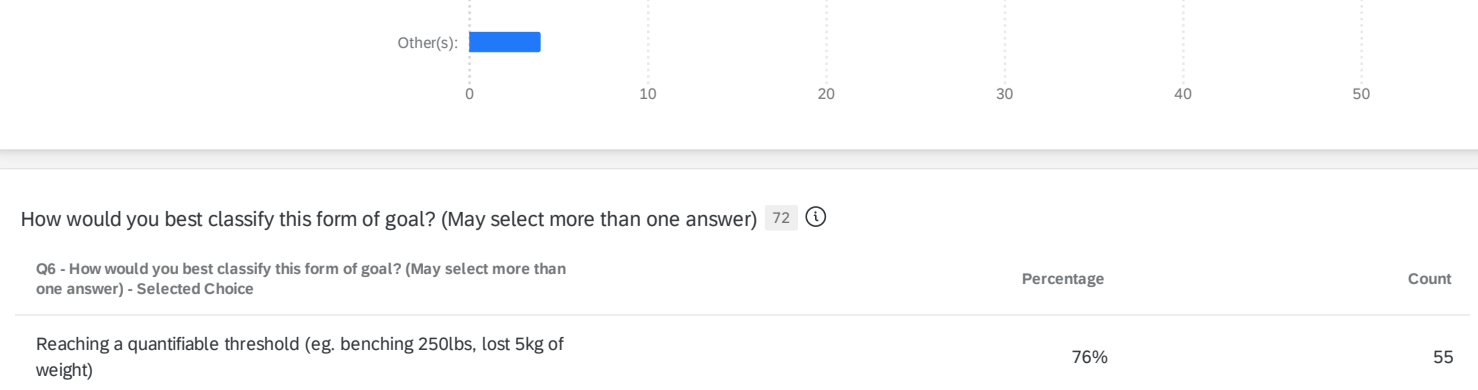 Other(s):
0 10 20 30 40 50
How would you best classify this form of goal? (May select more than one answer) 72
Q6 - How would you best classify this form of goal? (May select more than
one answer) - Selected Choice
Percentage
Count
Reaching a quantifiable threshold (eg. benching 250lbs, lost 5kg of
weight)
76%
55